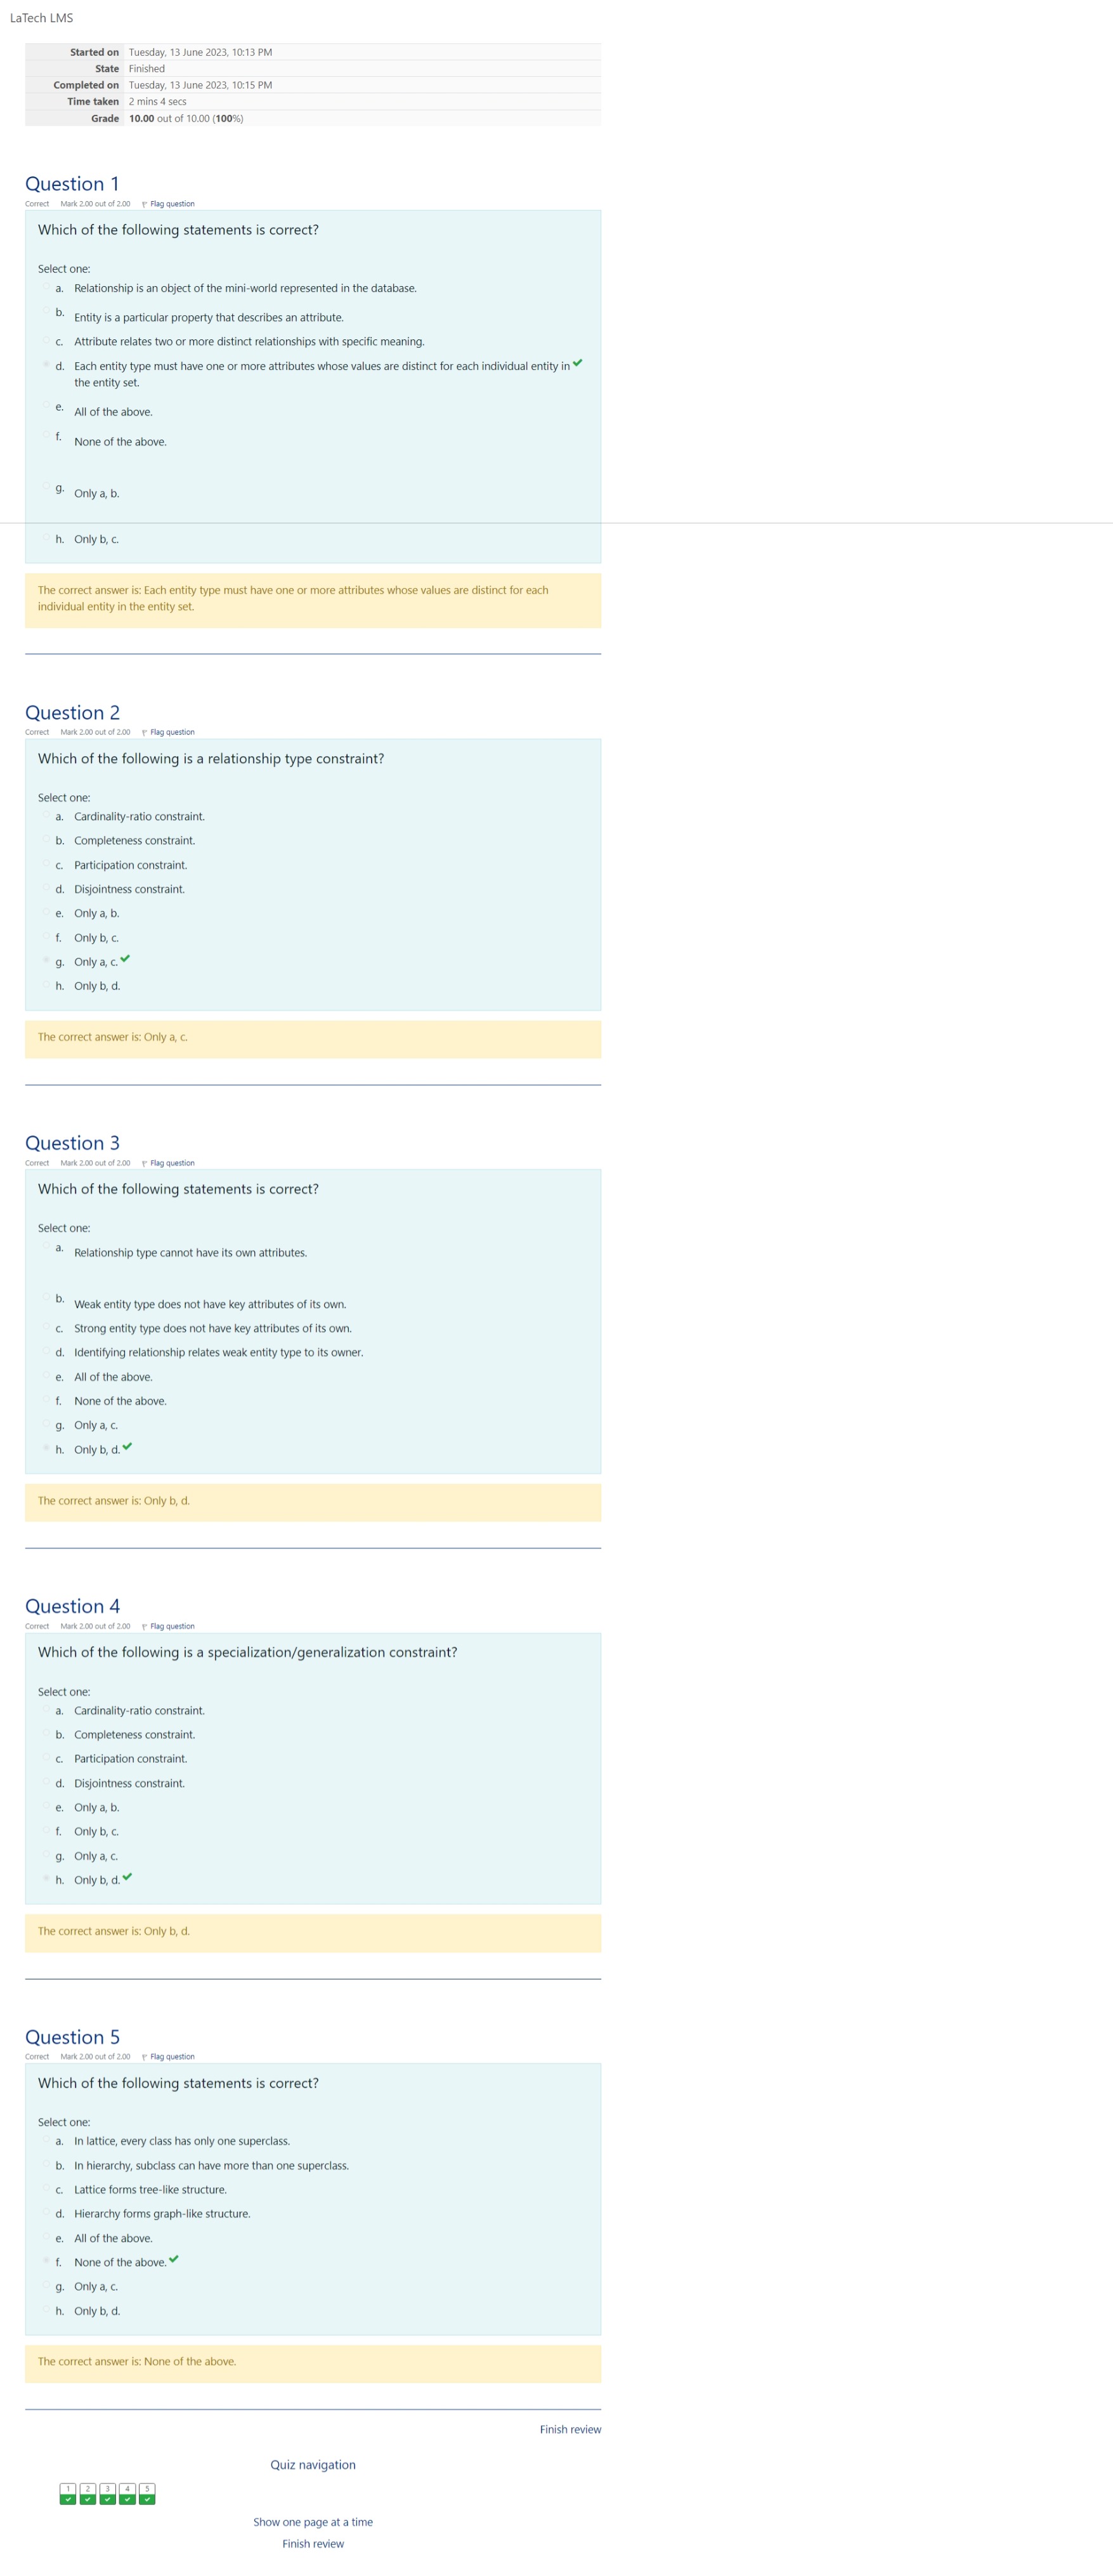 LaTech LMS
Started on Tuesday, 13 June 2023, 10:13 PM
State Finished
Completed on Tuesday, 13 June 2023, 10:15 PM
Time taken 2 mins 4 secs
Grade 10.00 out of 10.00 (100%)
Question 1
Correct Mark 2.00 out of 2.00 Flag question
Which of the following statements is correct?
Select one:
a. Relationship is an object of the mini-world represented in the database.
b. Entity is a particular property that describes an attribute.
c. Attribute relates two or more distinct relationships with specific meaning.
d. Each entity type must have one or more attributes whose values are distinct for each individual entity in
the entity set.
e. All of the above.
f. None of the above.
g. Only a, b.
h. Only b, c.
The correct answer is: Each entity type must have one or more attributes whose values are distinct for each
individual entity in the entity set.
Question 2
Correct Mark 2.00 out of 2.00 Flag question
Which of the following is a relationship type constraint?
Select one:
a. Cardinality-ratio constraint.
b. Completeness constraint.
c. Participation constraint.
d. Disjointness constraint.
e. Only a, b.
f. Only b, c.
g. Only a, c.
h. Only b, d.
The correct answer is: Only a, c.
Question 3
Correct Mark 2.00 out of 2.00 Flag question
Which of the following statements is correct?
Select one:
a. Relationship type cannot have its own attributes.
b. Weak entity type does not have key attributes of its own.
c. Strong entity type does not have key attributes of its own.
d. Identifying relationship relates weak entity type to its owner.
e. All of the above.
f. None of the above.
g. Only a, c.
h. Only b, d.
The correct answer is: Only b, d.
Question 4
Correct Mark 2.00 out of 2.00 Flag question
Which of the following is a specialization/generalization constraint?
Select one:
a. Cardinality-ratio constraint.
b. Completeness constraint.
c. Participation constraint.
d. Disjointness constraint.
e. Only a, b.
f. Only b, c.
g. Only a, c.
h. Only b, d.
The correct answer is: Only b, d.
Question 5
Correct Mark 2.00 out of 2.00 Flag question
Which of the following statements is correct?
Select one:
a. In lattice, every class has only one superclass.
b. In hierarchy, subclass can have more than one superclass.
c. Lattice forms tree-like structure.
d. Hierarchy forms graph-like structure.
e. All of the above.
f. None of the above.
g. Only a, c.
h. Only b, d.
The correct answer is: None of the above.
Finish review
Quiz navigation
1 2 3 4 5
Show one page at a time
Finish review